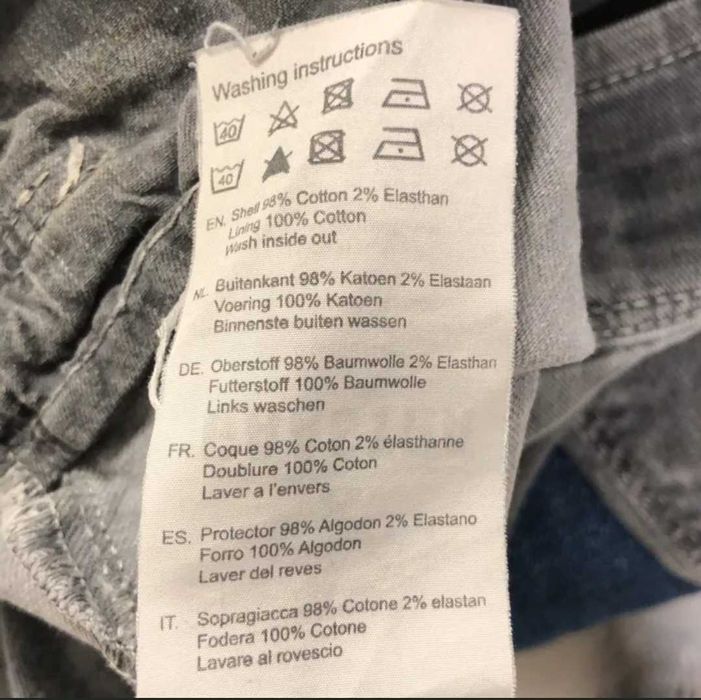 Washing instructions
40
40
EN. Shell 98% Cotton 2% Elasthan
Lining 100% Cotton
Wash inside out
NL. Buitenkant 98% Katoen 2% Elastaan
Voering 100% Katoen
Binnenste buiten wassen
DE. Oberstoff 98% Baumwolle 2% Elasthan
Futterstoff 100% Baumwolle
Links waschen
FR. Coque 98% Coton 2% élasthanne
Doublure 100% Coton
Laver a l'envers
ES. Protector 98% Algodon 2% Elastano
Forro 100% Algodon
Laver del reves
IT. Sopragiacca 98% Cotone 2% elastan
Fodera 100% Cotone
Lavare al rovescio